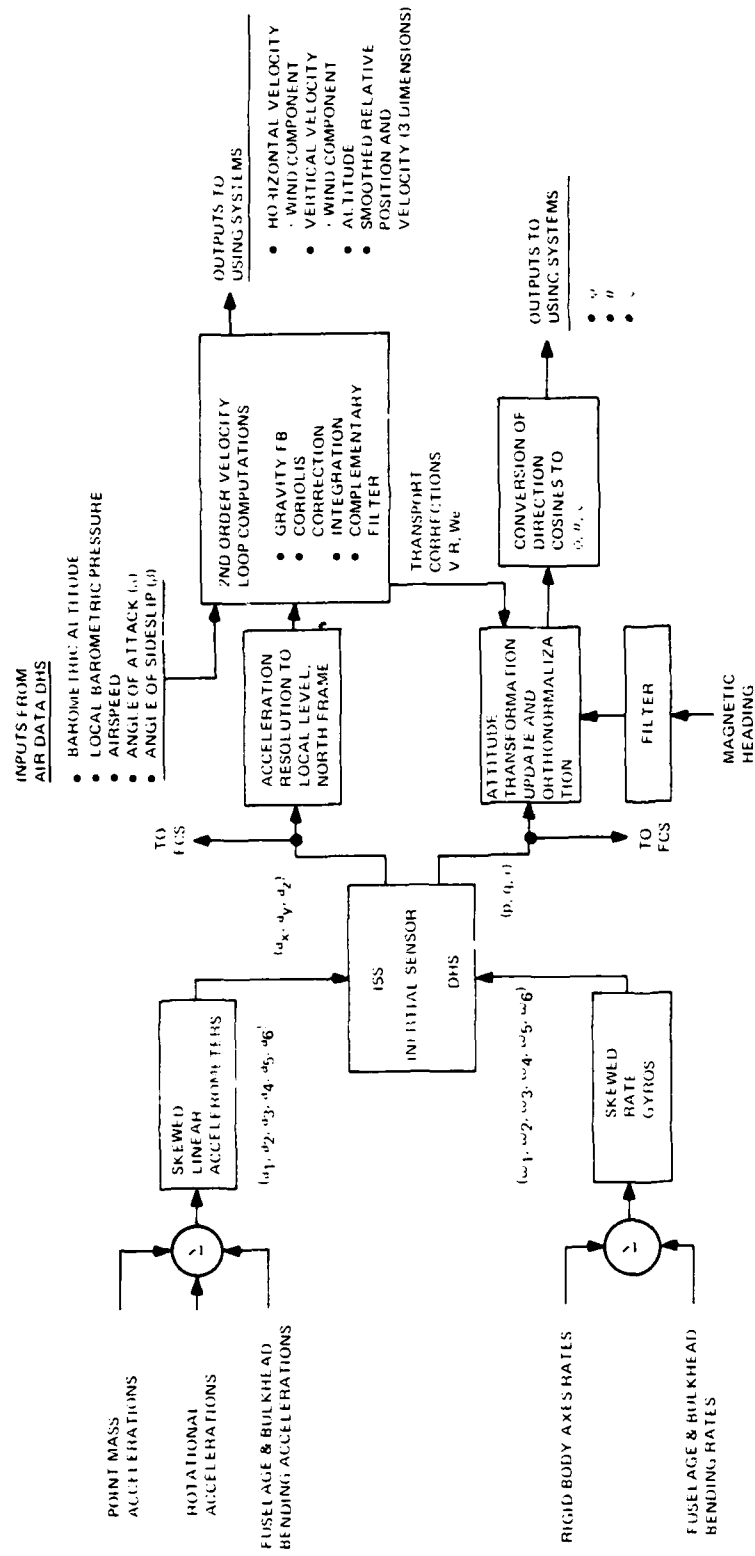 POINT MASS
ACCELERATIONS
ROTATIONAL
ACCELERATIONS
FUSELAGE & BULKHEAD
BENDING ACCELERATIONS
RIGID BODY AXES RATES
FUSELAGE & BULKHEAD
BENDING RATES
SKEWED
LINEAR
ACCELEROMETERS
SKEWED
RATE
GYROS
ISS
INERTIAL SENSOR
DHS
(p, q, r)
TO
FCS
TO
FCS
INPUTS FROM
AIR DATA DHS
• BAROMETRIC ALTITUDE
• LOCAL BAROMETRIC PRESSURE
• AIRSPEED
• ANGLE OF ATTACK
• ANGLE OF SIDESLIP
ACCELERATION
RESOLUTION TO
LOCAL LEVEL,
NORTH FRAME
2ND ORDER VELOCITY
LOOP COMPUTATIONS
• GRAVITY FB
• CORIOLIS
CORRECTION
• INTEGRATION
• COMPLEMENTARY
FILTER
TRANSPORT
CORRECTIONS
V R, We
ATTITUDE
TRANSFORMATION
UPDATE AND
ORTHONORMALIZA
TION
FILTER
MAGNETIC
HEADING
CONVERSION OF
DIRECTION
COSINES TO
OUTPUTS TO
USING SYSTEMS
• HORIZONTAL VELOCITY
- WIND COMPONENT
• VERTICAL VELOCITY
- WIND COMPONENT
• ALTITUDE
• SMOOTHED RELATIVE
POSITION AND
VELOCITY (3 DIMENSIONS)
OUTPUTS TO
USING SYSTEMS